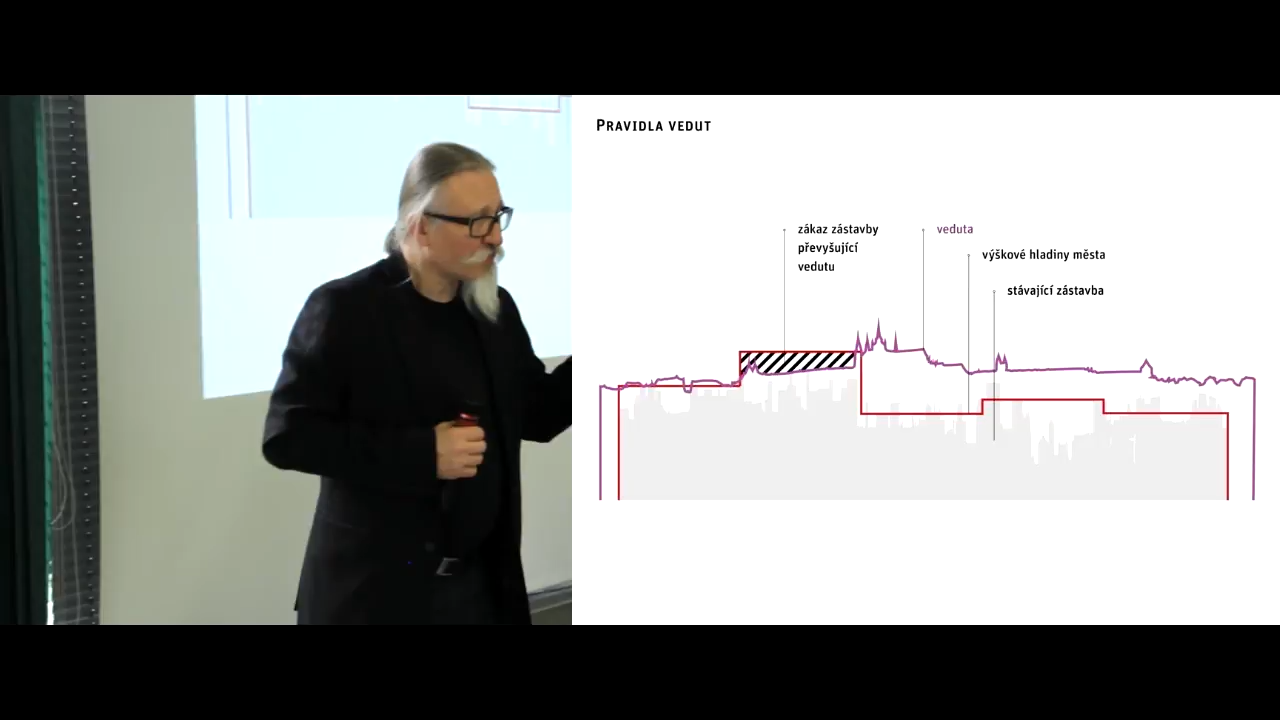 PRAVIDLA VEDUT
zákaz zástavby
převyšující
vedutu
veduta
výškové hladiny města
stávající zástavba